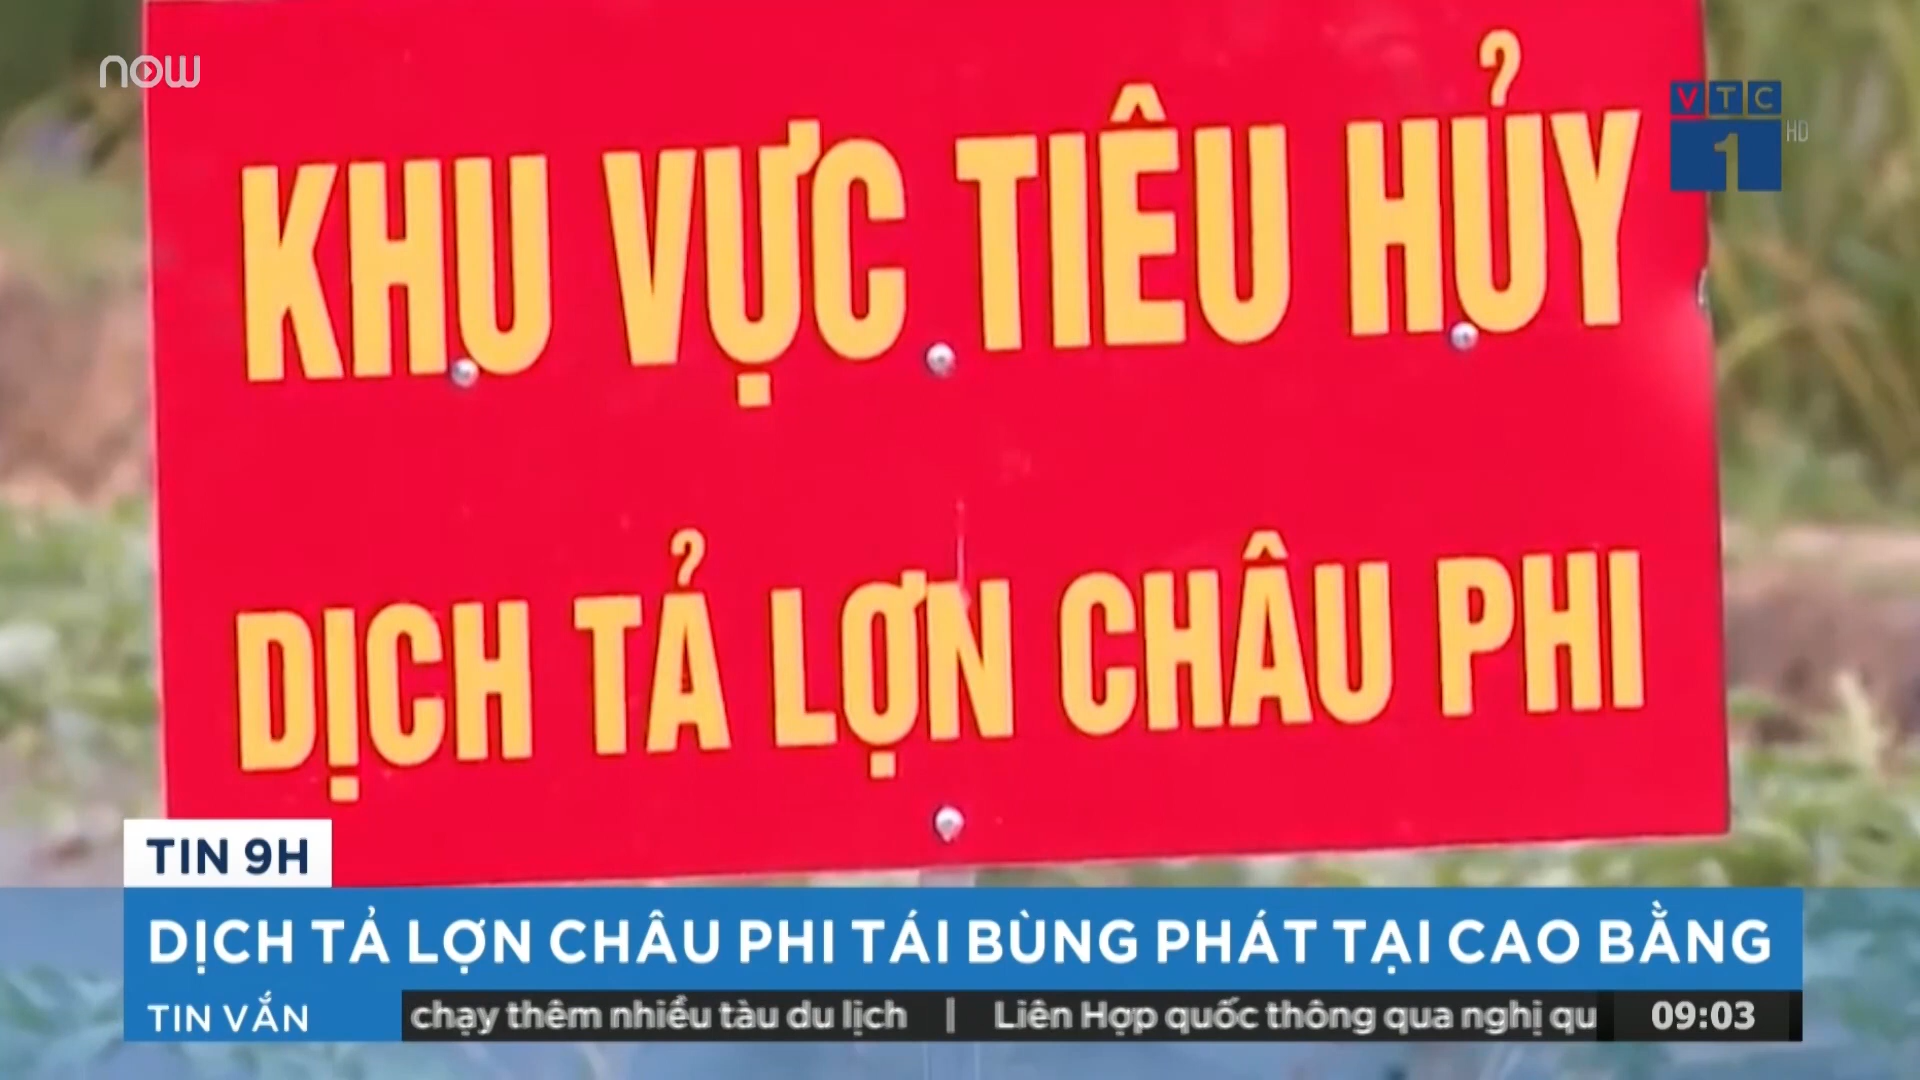 now
VTC
1
HD
KHU VỰC TIÊU HỦY
DỊCH TẢ LỢN CHÂU PHI
TIN 9H
DỊCH TẢ LỢN CHÂU PHI TÁI BÙNG PHÁT TẠI CAO BẰNG
TIN VẮN
chạy thêm nhiều tàu du lịch | Liên Hợp quốc thông qua nghị qu
09:03